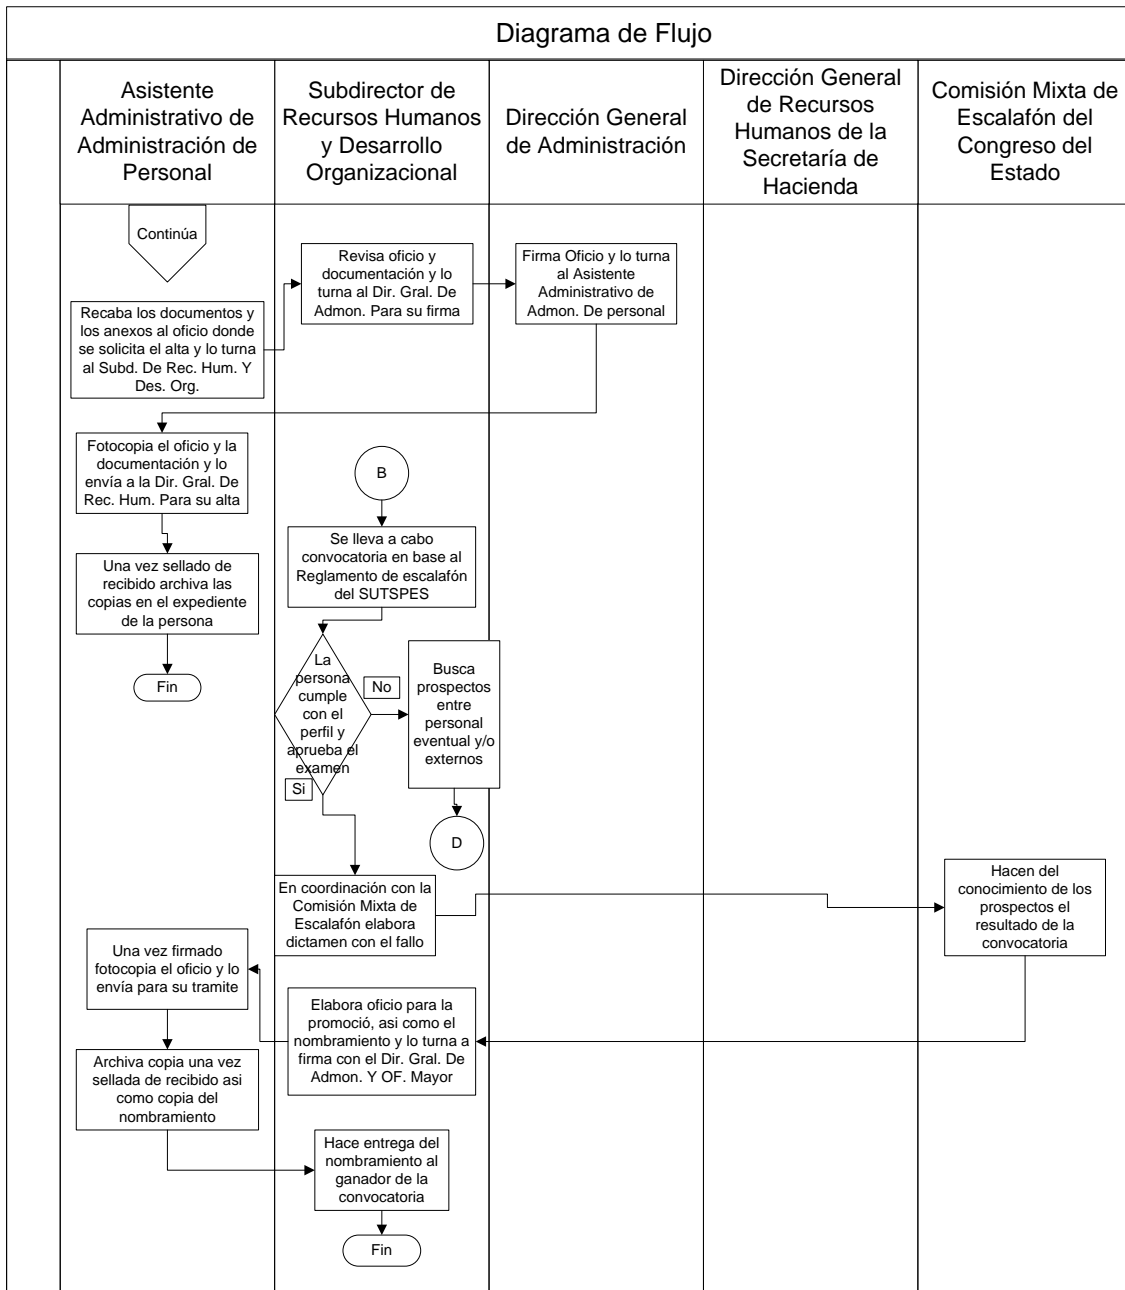 Diagrama de Flujo
Asistente
Administrativo de
Administración de
Personal
Subdirector de
Recursos Humanos
y Desarrollo
Organizacional
Dirección General
de Administración
Dirección General
de Recursos
Humanos de la
Secretaría de
Hacienda
Comisión Mixta de
Escalafón del
Congreso del
Estado
Continúa
Recaba los documentos y
los anexos al oficio donde
se solicita el alta y lo turna
al Subd. De Rec. Hum. Y
Des. Org.
Revisa oficio y
documentación y lo
turna al Dir. Gral. De
Admon. Para su firma
Firma Oficio y lo turna
al Asistente
Administrativo de
Admon. De personal
Fotocopia el oficio y la
documentación y lo
envía a la Dir. Gral. De
Rec. Hum. Para su alta
Una vez sellado de
recibido archiva las
copias en el expediente
de la persona
Fin
B
Se lleva a cabo
convocatoria en base al
Reglamento de escalafón
del SUTSPES
La
persona
cumple
con el
perfil y
aprueba el
examen
No
Si
Busca
prospectos
entre
personal
eventual y/o
externos
D
En coordinación con la
Comisión Mixta de
Escalafón elabora
dictamen con el fallo
Hacen del
conocimiento de los
prospectos el
resultado de la
convocatoria
Elabora oficio para la
promoció, asi como el
nombramiento y lo turna a
firma con el Dir. Gral. De
Admon. Y OF. Mayor
Una vez firmado
fotocopia el oficio y lo
envía para su tramite
Archiva copia una vez
sellada de recibido asi
como copia del
nombramiento
Hace entrega del
nombramiento al
ganador de la
convocatoria
Fin